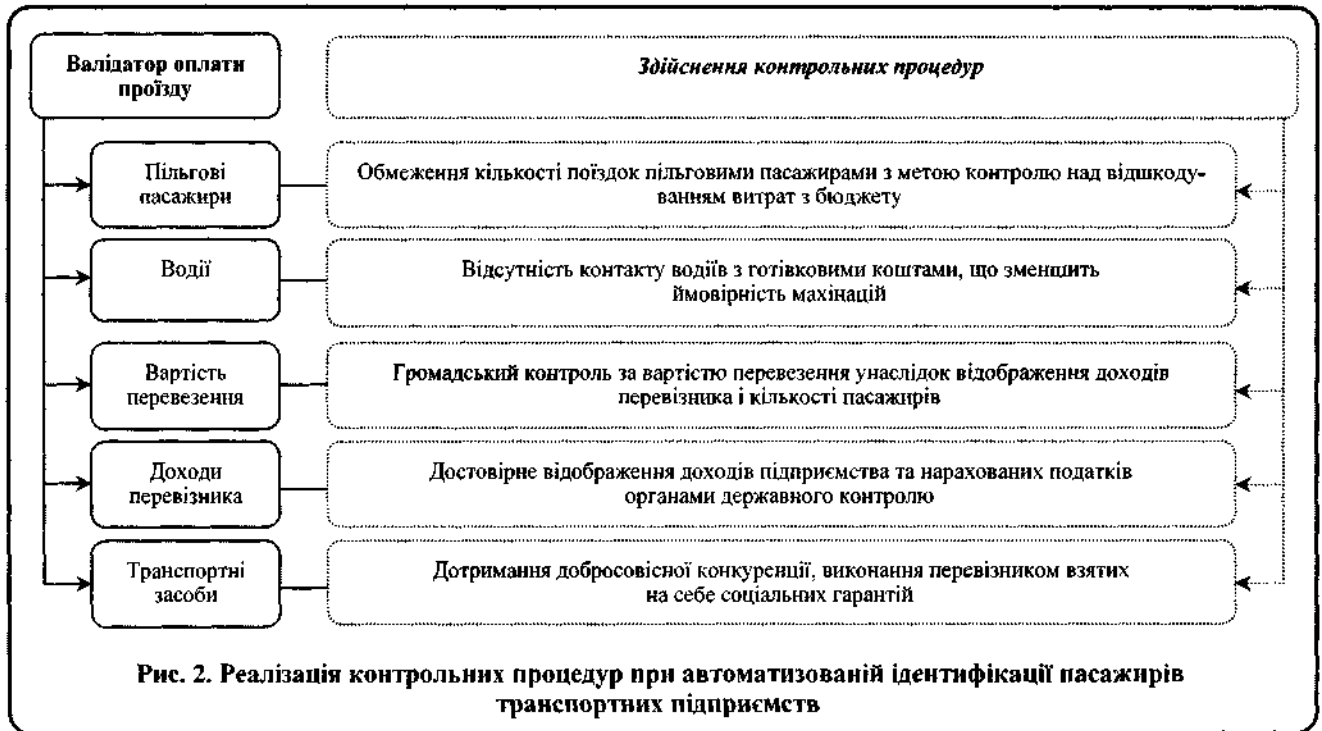 Валідатор оплати
проїзду
Здійснення контрольних процедур
Пільгові
пасажири
Обмеження кількості поїздок пільговими пасажирами з метою контролю над відшкоду-
ванням витрат з бюджету
Водії
Відсутність контакту водіїв з готівковими коштами, що зменшить
ймовірність махінацій
Вартість
перевезення
Громадський контроль за вартістю перевезення унаслідок відображення доходів
перевізника і кількості пасажирів
Доходи
перевізника
Достовірне відображення доходів підприємства та нарахованих податків
органами державного контролю
Транспортні
засоби
Дотримання добросовісної конкуренції, виконання перевізником взятих
на себе соціальних гарантій
Рис. 2. Реалізація контрольних процедур при автоматизованій ідентифікації пасажирів
транспортних підприємств